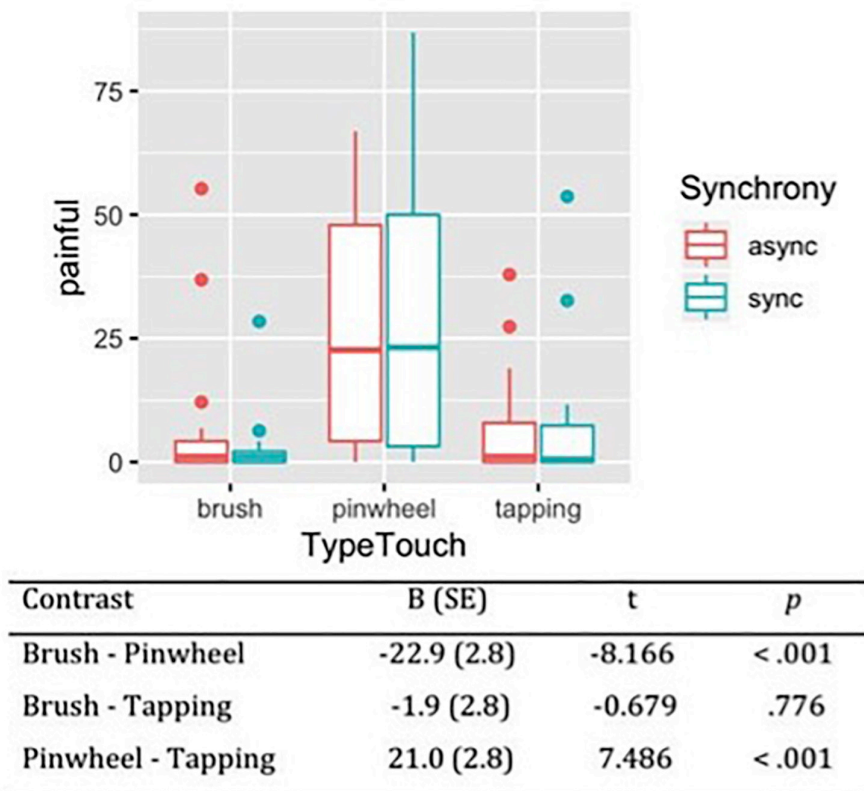 75
50
25
0
painful
brush pinwheel tapping
TypeTouch
Synchrony
async
sync
Contrast B (SE) t p
Brush - Pinwheel -22.9 (2.8) -8.166 < .001
Brush - Tapping -1.9 (2.8) -0.679 .776
Pinwheel - Tapping 21.0 (2.8) 7.486 < .001